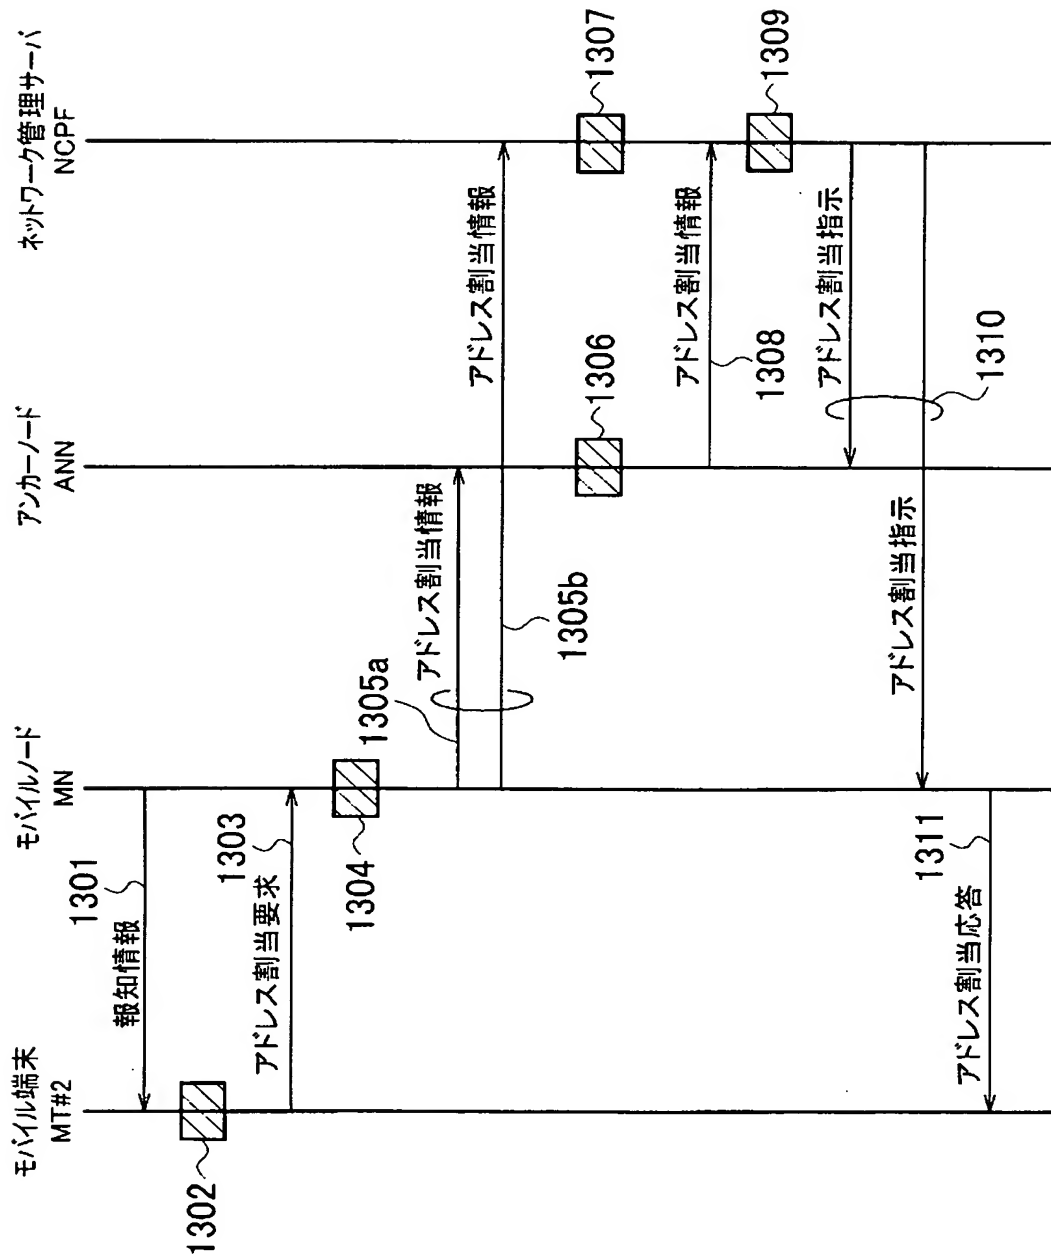 モバイル端末
MT#2
モバイルノード
MN
アンカーノード
ANN
ネットワーク管理サーバ
NCPF
1301
報知情報
1302
1303
アドレス割当要求
1304
1305a
アドレス割当情報
アドレス割当情報
1305b
1306
1307
アドレス割当情報
1308
1309
アドレス割当指示
アドレス割当指示
1310
1311
アドレス割当応答